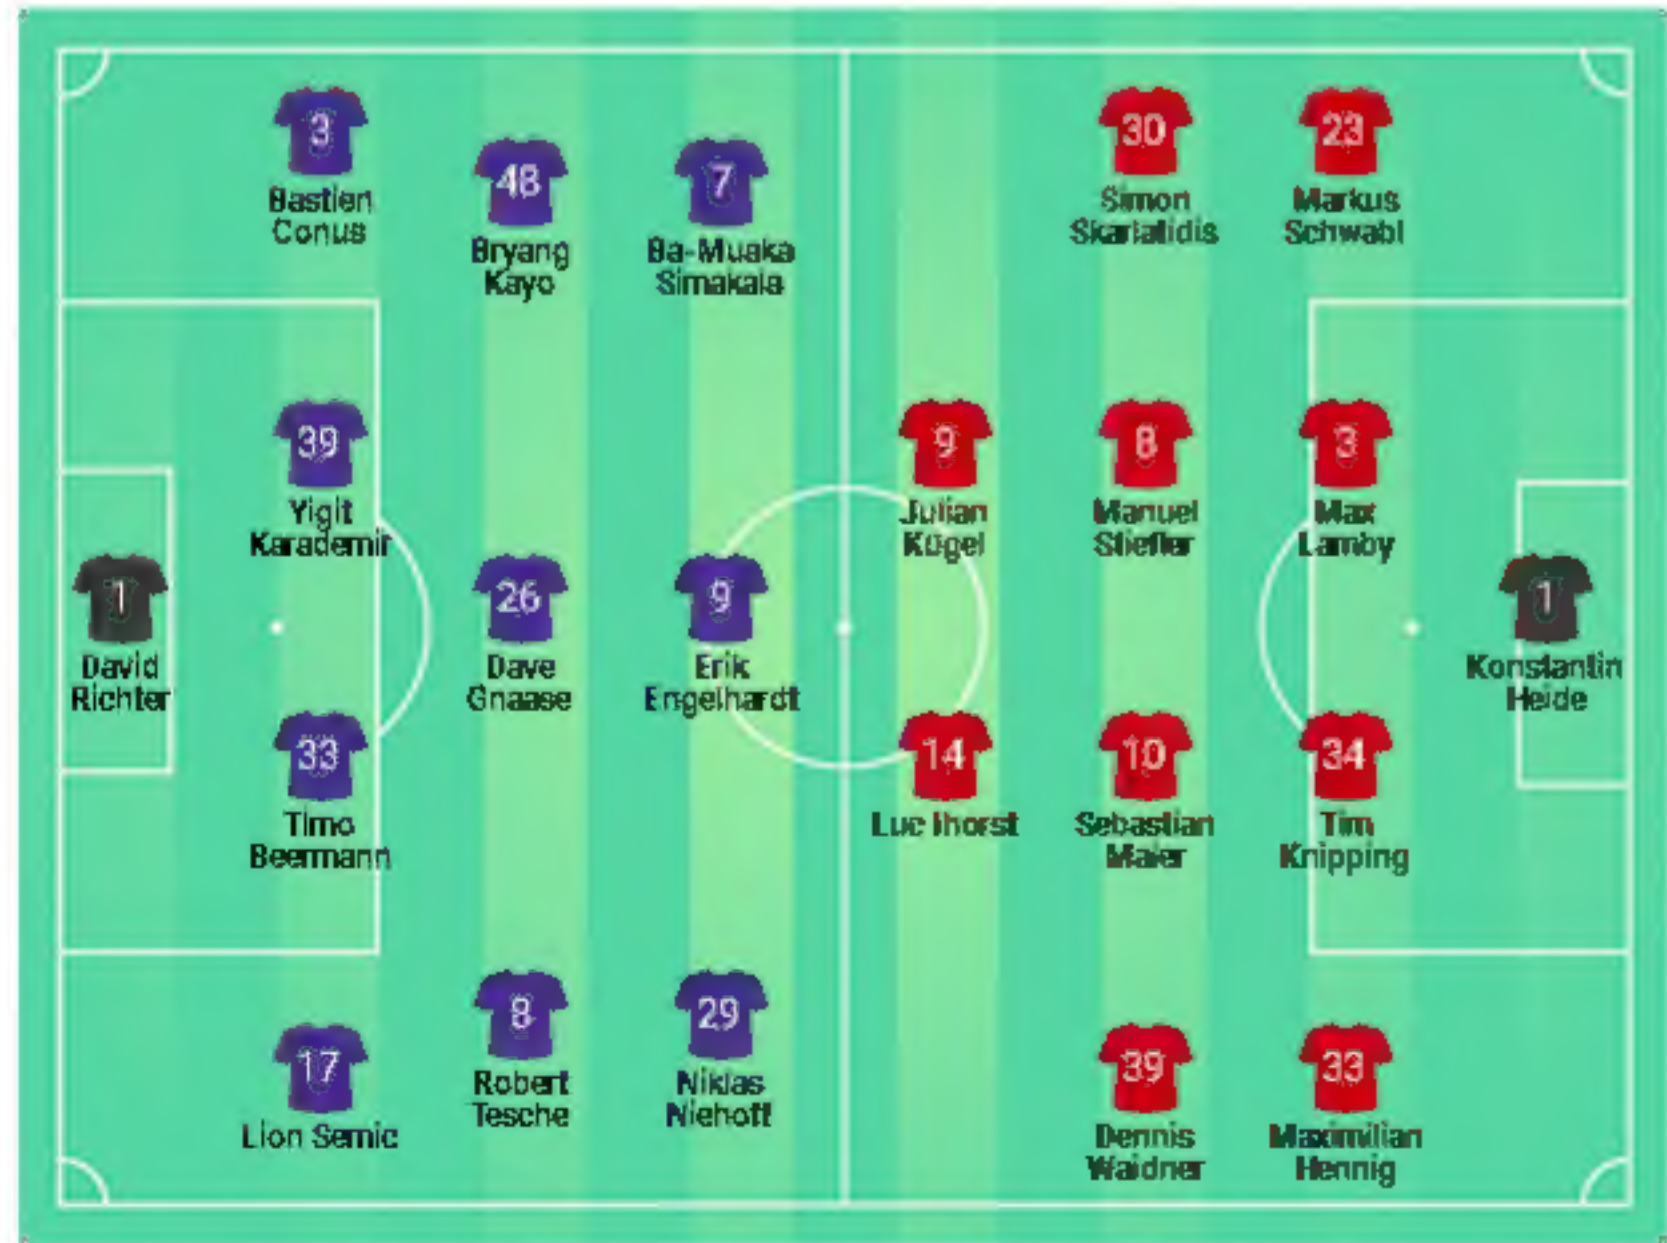 3
Bastien
Conus
48
Bryang
Kayo
7
Ba-Muaka
Simakala
30
Simon
Skarlatidis
23
Markus
Schwabl
39
Yigit
Karademir
9
Julian
Kügel
8
Manuel
Stiefler
3
Max
Lamby
1
David
Richter
26
Dave
Gnaase
9
Erik
Engelhardt
1
Konstantin
Heide
33
Timo
Beermann
14
Luc Ihorst
10
Sebastian
Maier
34
Tim
Knipping
17
Lion Semic
8
Robert
Tesche
29
Niklas
Niehoff
39
Dennis
Waidner
33
Maximilian
Hennig